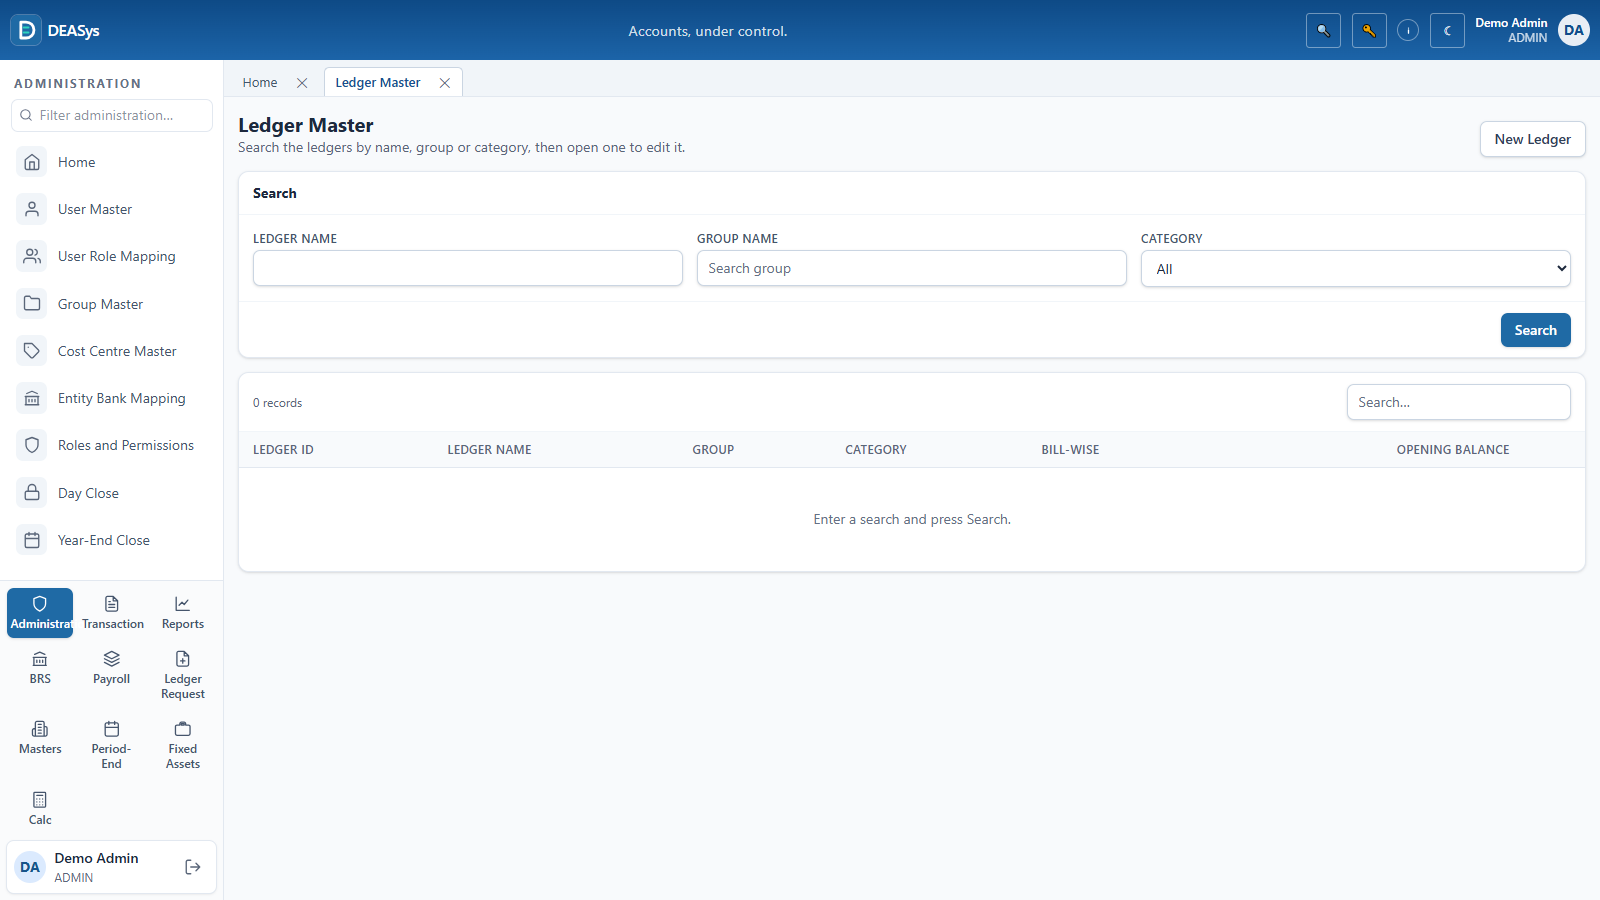 DEASys
Accounts, under control.
Demo Admin
ADMIN
DA
ADMINISTRATION
Filter administration...
Home
User Master
User Role Mapping
Group Master
Cost Centre Master
Entity Bank Mapping
Roles and Permissions
Day Close
Year-End Close
Administrat
Transaction
Reports
BRS
Payroll
Ledger
Request
Masters
Period-
End
Fixed
Assets
Calc
DA
Demo Admin
ADMIN
Home
Ledger Master
Ledger Master
Search the ledgers by name, group or category, then open one to edit it.
New Ledger
Search
LEDGER NAME
GROUP NAME
CATEGORY
Search group
All
Search
0 records
Search...
LEDGER ID
LEDGER NAME
GROUP
CATEGORY
BILL-WISE
OPENING BALANCE
Enter a search and press Search.